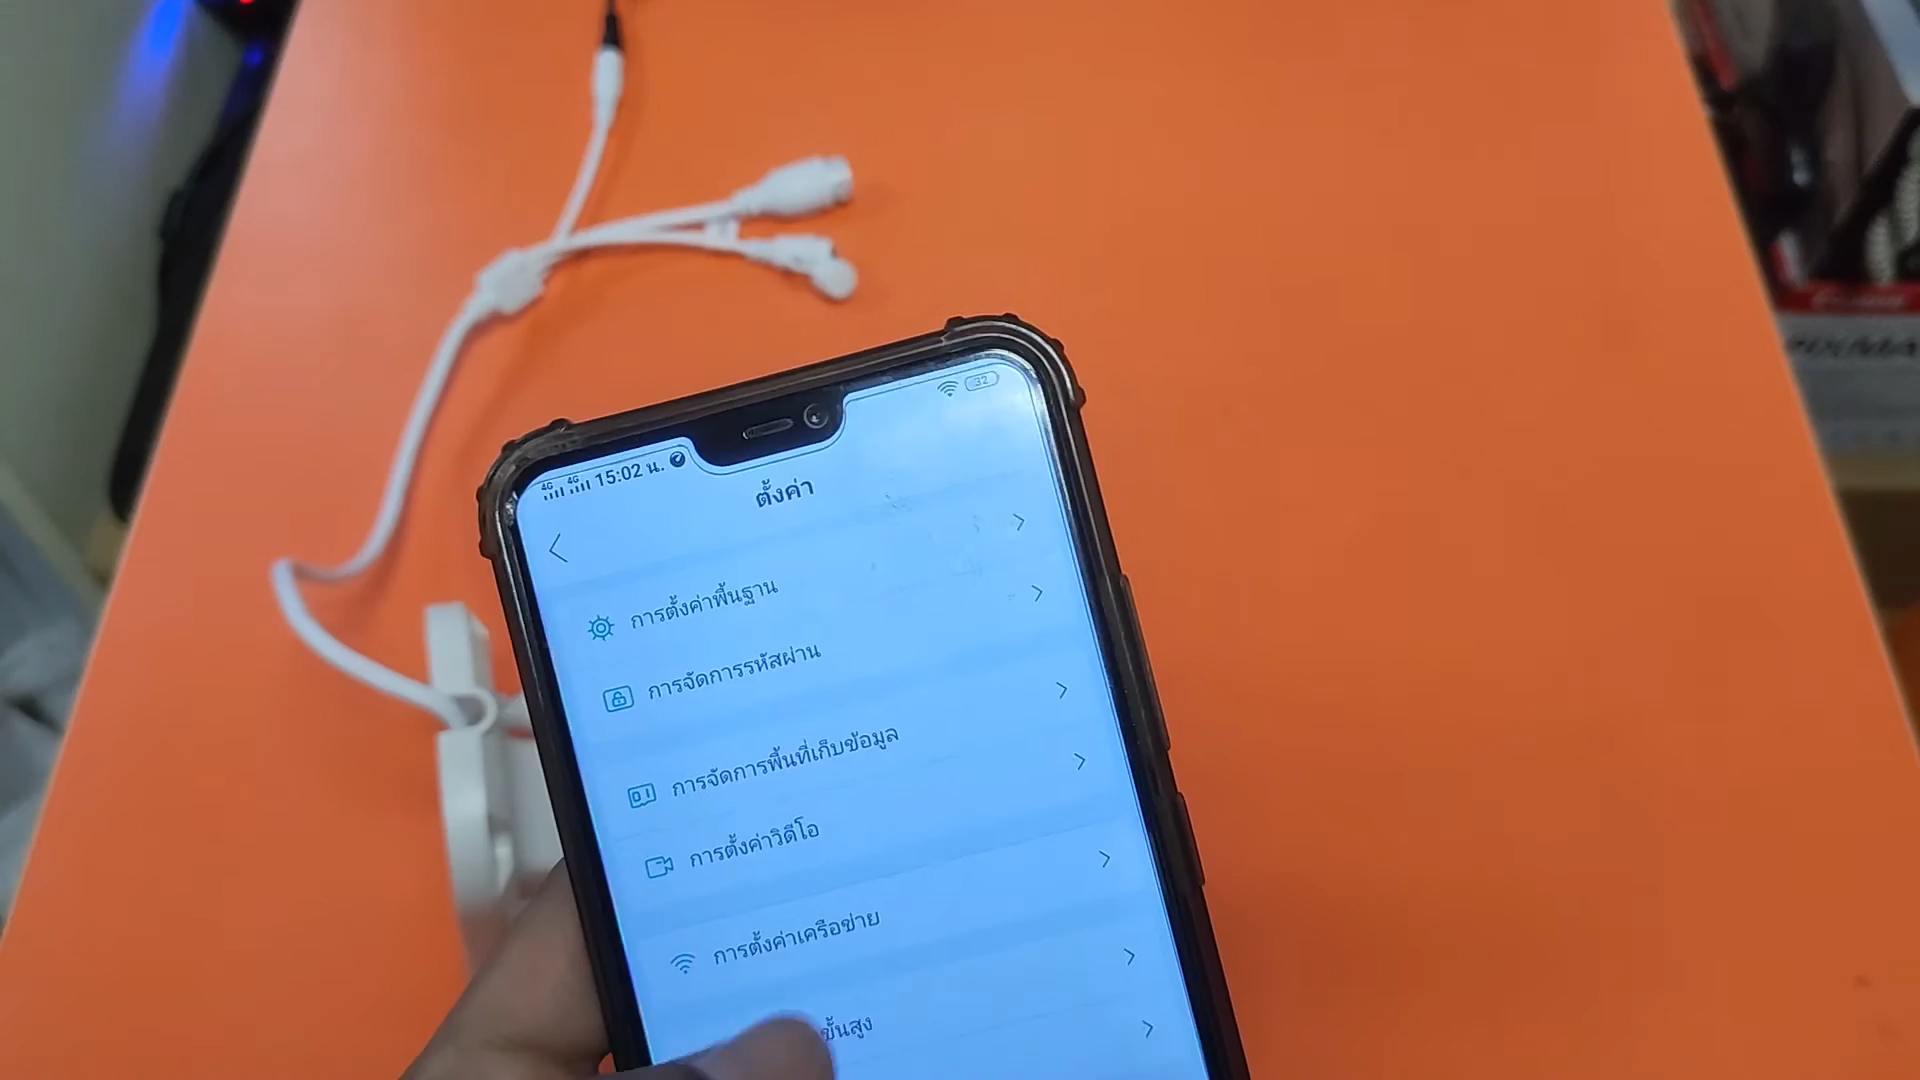 4G 4G 15:02 น. 32
ตั้งค่า
การตั้งค่าพื้นฐาน
การจัดการรหัสผ่าน
การจัดการพื้นที่เก็บข้อมูล
การตั้งค่าวิดีโอ
การตั้งค่าเครือข่าย
ขั้นสูง
PIXMA